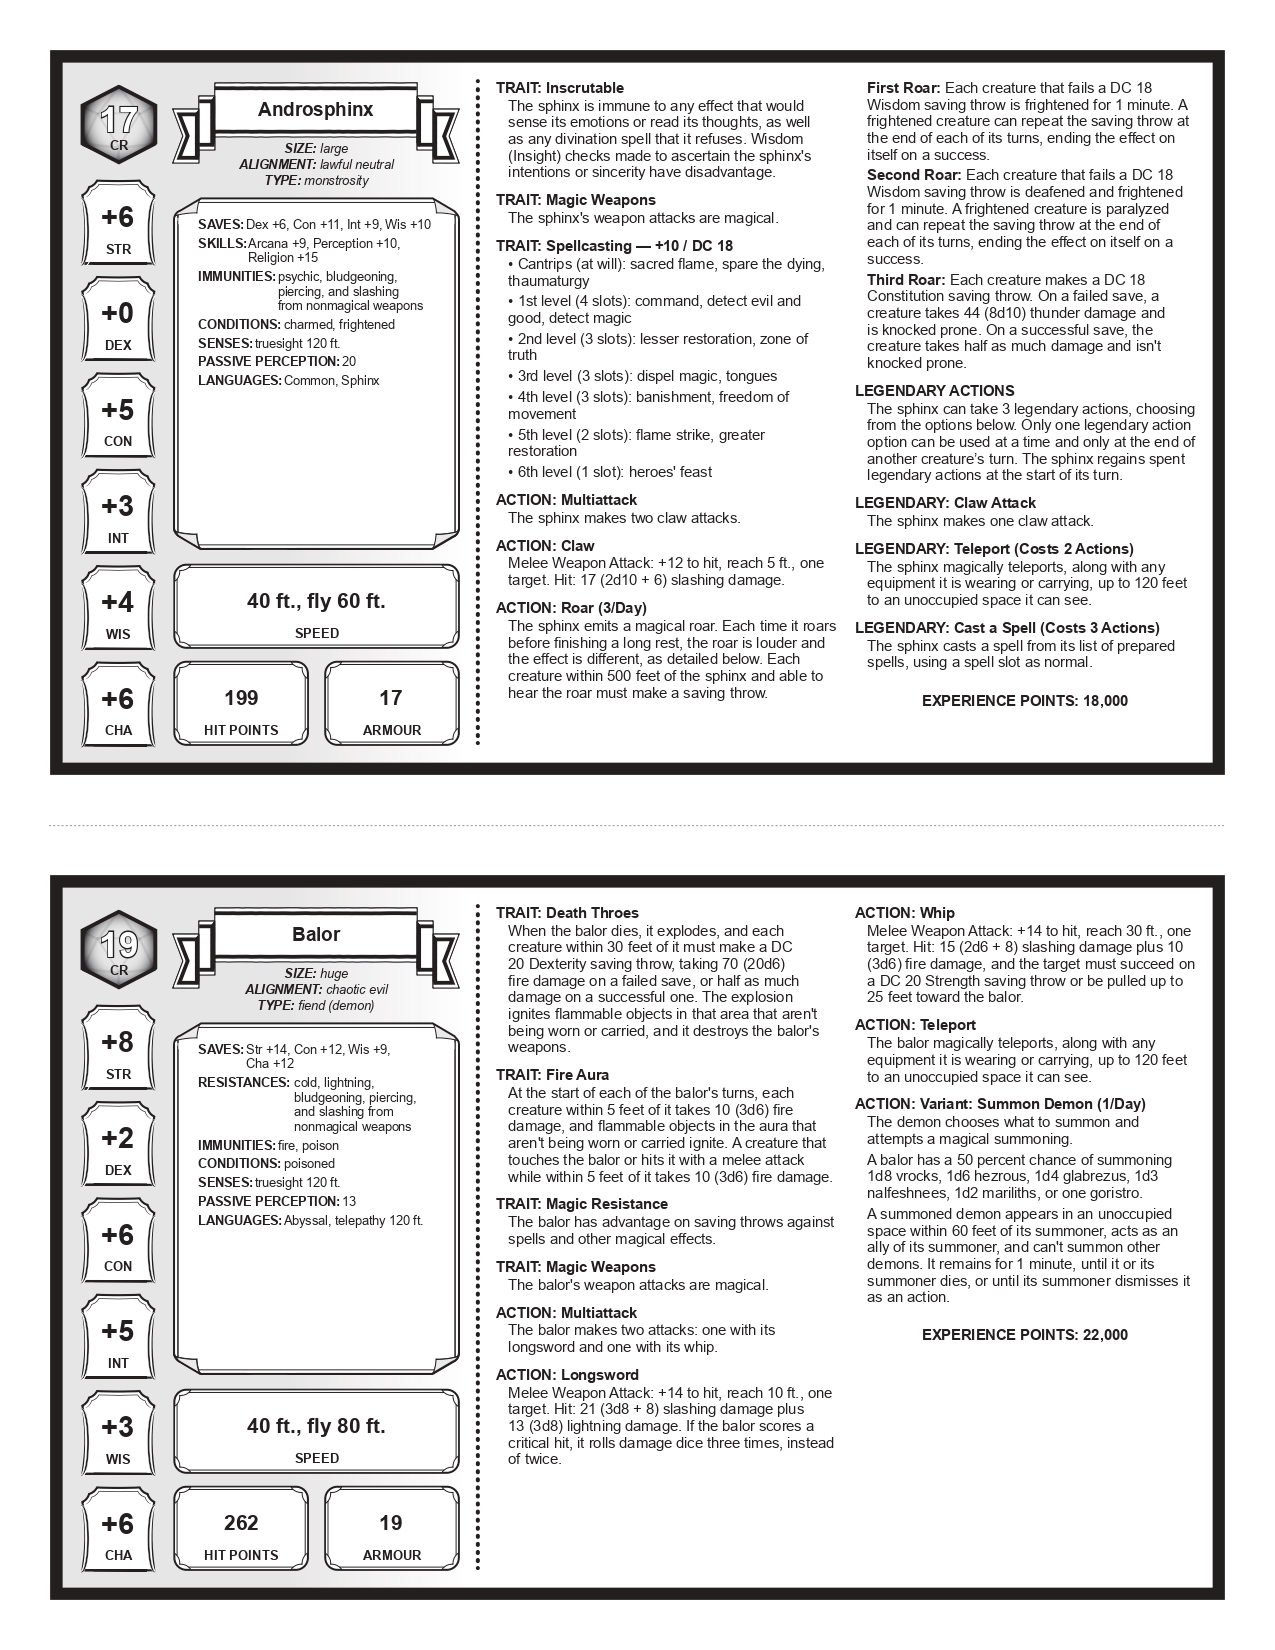 17
CR
Androsphinx
SIZE: large
ALIGNMENT: lawful neutral
TYPE: monstrosity
+6
STR
+0
DEX
+5
CON
+3
INT
+4
WIS
+6
CHA
SAVES: Dex +6, Con +11, Int +9, Wis +10
SKILLS: Arcana +9, Perception +10,
Religion +15
IMMUNITIES: psychic, bludgeoning,
piercing, and slashing
from nonmagical weapons
CONDITIONS: charmed, frightened
SENSES: truesight 120 ft.
PASSIVE PERCEPTION: 20
LANGUAGES: Common, Sphinx
40 ft., fly 60 ft.
SPEED
199
HIT POINTS
17
ARMOUR
TRAIT: Inscrutable
The sphinx is immune to any effect that would
sense its emotions or read its thoughts, as well
as any divination spell that it refuses. Wisdom
(Insight) checks made to ascertain the sphinx's
intentions or sincerity have disadvantage.
TRAIT: Magic Weapons
The sphinx's weapon attacks are magical.
TRAIT: Spellcasting — +10 / DC 18
• Cantrips (at will): sacred flame, spare the dying,
thaumaturgy
• 1st level (4 slots): command, detect evil and
good, detect magic
• 2nd level (3 slots): lesser restoration, zone of
truth
• 3rd level (3 slots): dispel magic, tongues
• 4th level (3 slots): banishment, freedom of
movement
• 5th level (2 slots): flame strike, greater
restoration
• 6th level (1 slot): heroes' feast
ACTION: Multiattack
The sphinx makes two claw attacks.
ACTION: Claw
Melee Weapon Attack: +12 to hit, reach 5 ft., one
target. Hit: 17 (2d10 + 6) slashing damage.
ACTION: Roar (3/Day)
The sphinx emits a magical roar. Each time it roars
before finishing a long rest, the roar is louder and
the effect is different, as detailed below. Each
creature within 500 feet of the sphinx and able to
hear the roar must make a saving throw.
First Roar: Each creature that fails a DC 18
Wisdom saving throw is frightened for 1 minute. A
frightened creature can repeat the saving throw at
the end of each of its turns, ending the effect on
itself on a success.
Second Roar: Each creature that fails a DC 18
Wisdom saving throw is deafened and frightened
for 1 minute. A frightened creature is paralyzed
and can repeat the saving throw at the end of
each of its turns, ending the effect on itself on a
success.
Third Roar: Each creature makes a DC 18
Constitution saving throw. On a failed save, a
creature takes 44 (8d10) thunder damage and
is knocked prone. On a successful save, the
creature takes half as much damage and isn't
knocked prone.
LEGENDARY ACTIONS
The sphinx can take 3 legendary actions, choosing
from the options below. Only one legendary action
option can be used at a time and only at the end of
another creature's turn. The sphinx regains spent
legendary actions at the start of its turn.
LEGENDARY: Claw Attack
The sphinx makes one claw attack.
LEGENDARY: Teleport (Costs 2 Actions)
The sphinx magically teleports, along with any
equipment it is wearing or carrying, up to 120 feet
to an unoccupied space it can see.
LEGENDARY: Cast a Spell (Costs 3 Actions)
The sphinx casts a spell from its list of prepared
spells, using a spell slot as normal.
EXPERIENCE POINTS: 18,000
19
CR
Balor
SIZE: huge
ALIGNMENT: chaotic evil
TYPE: fiend (demon)
+8
STR
+2
DEX
+6
CON
+5
INT
+3
WIS
+6
CHA
SAVES: Str +14, Con +12, Wis +9,
Cha +12
RESISTANCES: cold, lightning,
bludgeoning, piercing,
and slashing from
nonmagical weapons
IMMUNITIES: fire, poison
CONDITIONS: poisoned
SENSES: truesight 120 ft.
PASSIVE PERCEPTION: 13
LANGUAGES: Abyssal, telepathy 120 ft.
40 ft., fly 80 ft.
SPEED
262
HIT POINTS
19
ARMOUR
TRAIT: Death Throes
When the balor dies, it explodes, and each
creature within 30 feet of it must make a DC
20 Dexterity saving throw, taking 70 (20d6)
fire damage on a failed save, or half as much
damage on a successful one. The explosion
ignites flammable objects in that area that aren't
being worn or carried, and it destroys the balor's
weapons.
TRAIT: Fire Aura
At the start of each of the balor's turns, each
creature within 5 feet of it takes 10 (3d6) fire
damage, and flammable objects in the aura that
aren't being worn or carried ignite. A creature that
touches the balor or hits it with a melee attack
while within 5 feet of it takes 10 (3d6) fire damage.
TRAIT: Magic Resistance
The balor has advantage on saving throws against
spells and other magical effects.
TRAIT: Magic Weapons
The balor's weapon attacks are magical.
ACTION: Multiattack
The balor makes two attacks: one with its
longsword and one with its whip.
ACTION: Longsword
Melee Weapon Attack: +14 to hit, reach 10 ft., one
target. Hit: 21 (3d8 + 8) slashing damage plus
13 (3d8) lightning damage. If the balor scores a
critical hit, it rolls damage dice three times, instead
of twice.
ACTION: Whip
Melee Weapon Attack: +14 to hit, reach 30 ft., one
target. Hit: 15 (2d6 + 8) slashing damage plus 10
(3d6) fire damage, and the target must succeed on
a DC 20 Strength saving throw or be pulled up to
25 feet toward the balor.
ACTION: Teleport
The balor magically teleports, along with any
equipment it is wearing or carrying, up to 120 feet
to an unoccupied space it can see.
ACTION: Variant: Summon Demon (1/Day)
The demon chooses what to summon and
attempts a magical summoning.
A balor has a 50 percent chance of summoning
1d8 vrocks, 1d6 hezrous, 1d4 glabrezus, 1d3
nalfeshnees, 1d2 mariliths, or one goristro.
A summoned demon appears in an unoccupied
space within 60 feet of its summoner, acts as an
ally of its summoner, and can't summon other
demons. It remains for 1 minute, until it or its
summoner dies, or until its summoner dismisses it
as an action.
EXPERIENCE POINTS: 22,000